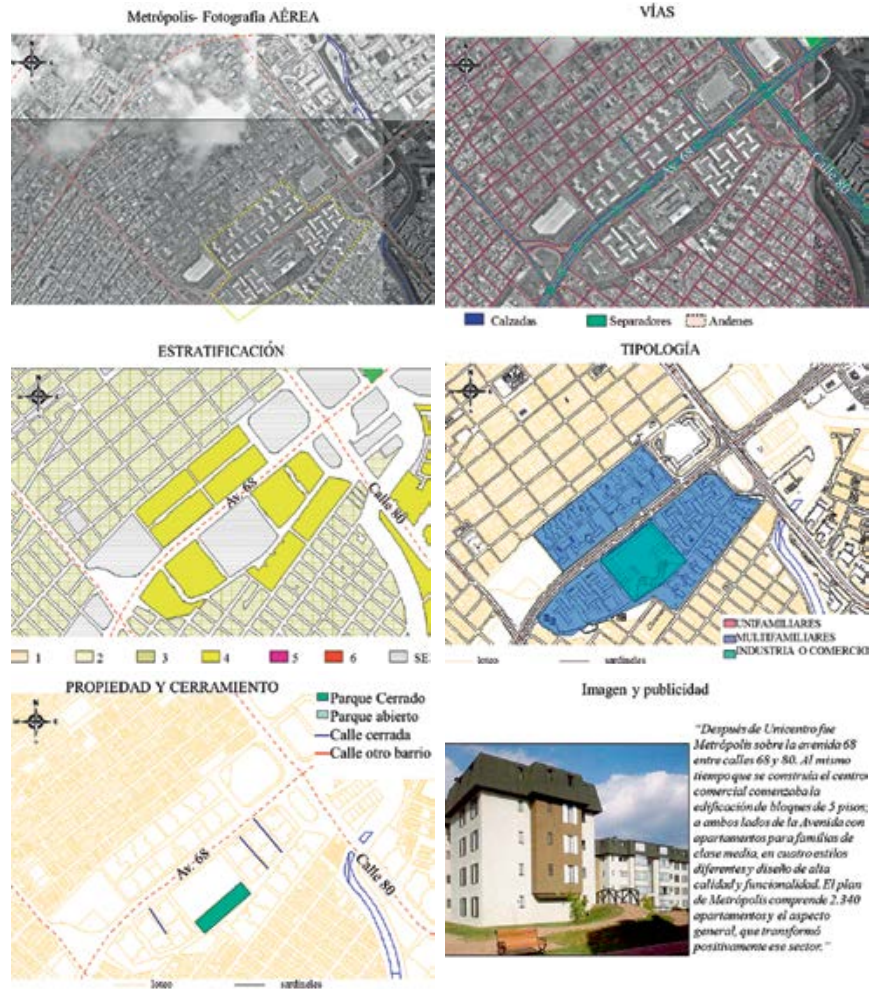 Metrópolis- Fotografía AÉREA
VÍAS
Av. 68
Calle 80
Calzadas
Separadores
Andenes
ESTRATIFICACIÓN
Av. 68
Calle 80
1
2
3
4
5
6
SE
TIPOLOGÍA
UNIFAMILIARES
MULTIFAMILIARES
INDUSTRIA O COMERCIO
loteo
sardineles
PROPIEDAD Y CERRAMIENTO
Parque Cerrado
Parque abierto
Calle cerrada
Calle otro barrio
Av. 68
Calle 80
loteo
sardineles
Imagen y publicidad
"Después de Unicentro fue
Metrópolis sobre la avenida 68
entre calles 68 y 80. Al mismo
tiempo que se construía el centro
comercial comenzaba la
edificación de bloques de 5 pisos;
a ambos lados de la Avenida con
apartamentos para familias de
clase media, en cuatro estilos
diferentes y diseño de alta
calidad y funcionalidad. El plan
de Metrópolis comprende 2.340
apartamentos y el aspecto
general, que transformó
positivamente ese sector."